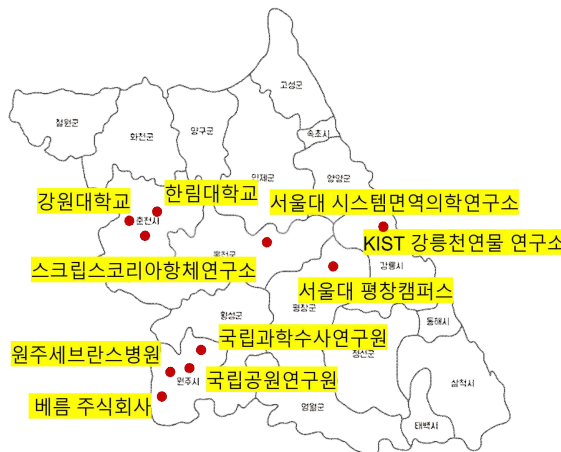 고성군
철원군
화천군
양구군
속초시
인제군
양양군
강원대학교
한림대학교
춘천시
서울대 시스템면역의학연구소
KIST 강릉천연물 연구소
스크립스코리아항체연구소
홍천군
강릉시
서울대 평창캠퍼스
횡성군
평창군
동해시
국립과학수사연구원
원주세브란스병원
정선군
국립공원연구원
원주시
삼척시
베름 주식회사
영월군
태백시